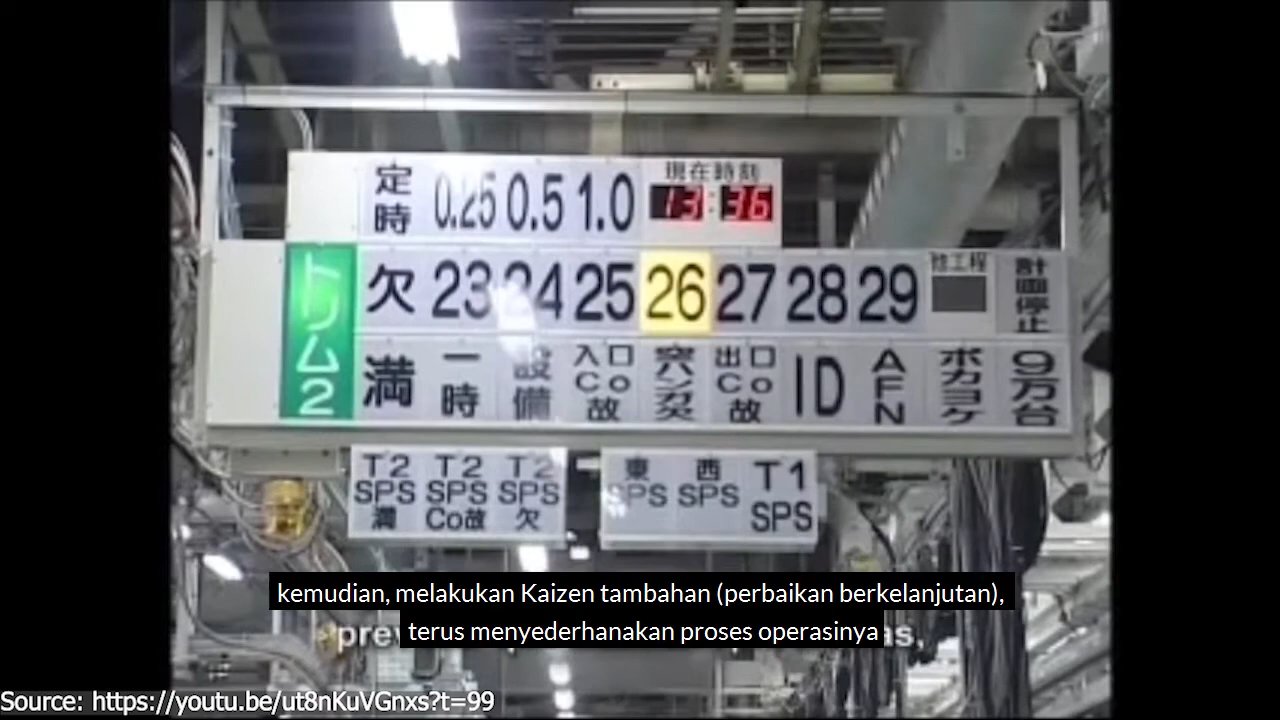 定時 0.25 0.5 1.0 現在時刻 13:36
トリム2 欠 23 24 25 26 27 28 29 他工程 計画停止
満 一時 設備 入口Co故 出口Co故 ID AFN ポカヨケ 9万台
T2 SPS 満 T2 SPS Co故 T2 SPS 欠 東 SPS 西 SPS T1 SPS
kemudian, melakukan Kaizen tambahan (perbaikan berkelanjutan),
terus menyederhanakan proses operasinya
Source: https://youtu.be/ut8nKuVGnxs?t=99